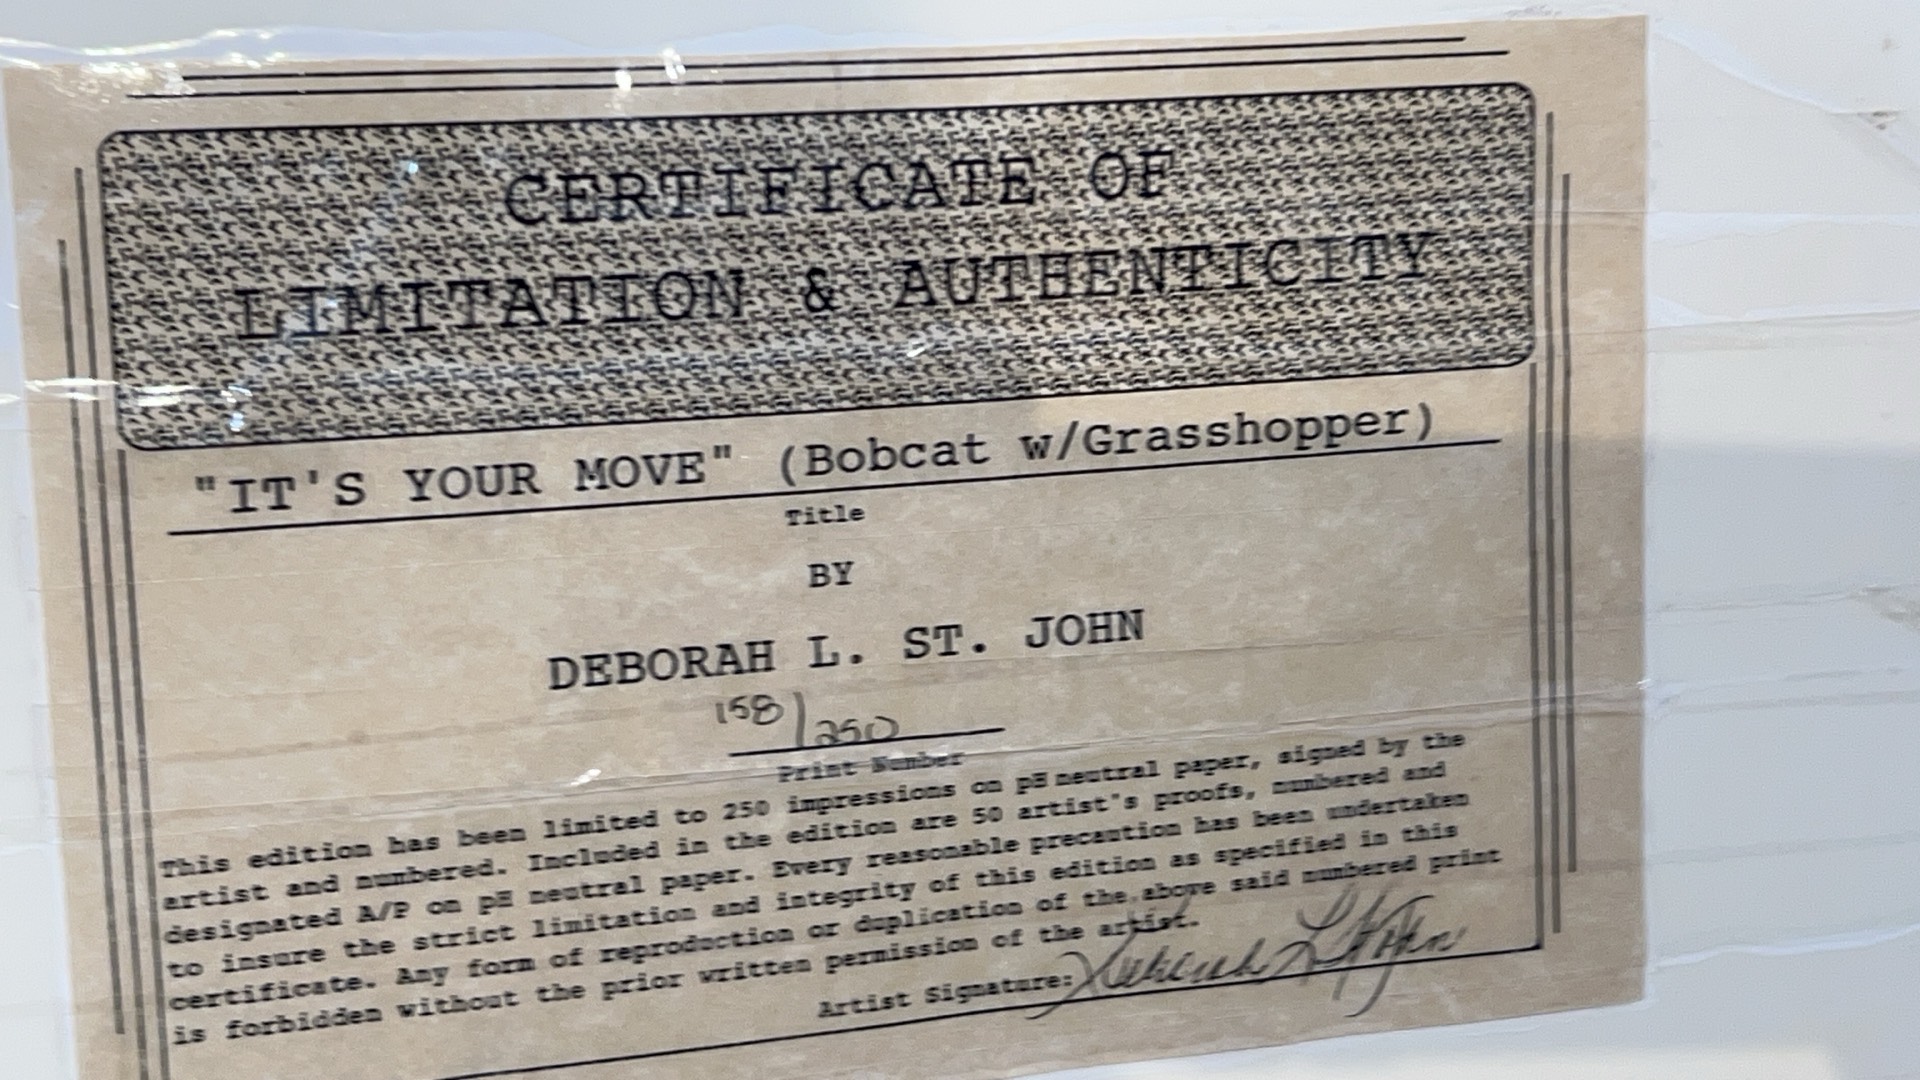 CERTIFICATE OF
LIMITATION & AUTHENTICITY
"IT'S YOUR MOVE" (Bobcat w/Grasshopper)
Title
BY
DEBORAH L. ST. JOHN
158/250
Print Number
This edition has been limited to 250 impressions on pH neutral paper, signed by the
artist and numbered. Included in the edition are 50 artist's proofs, numbered and
designated A/P on pH neutral paper. Every reasonable precaution has been undertaken
to insure the strict limitation and integrity of this edition as specified in this
certificate. Any form of reproduction or duplication of the above said numbered print
is forbidden without the prior written permission of the artist.
Artist Signature: Deborah L St John